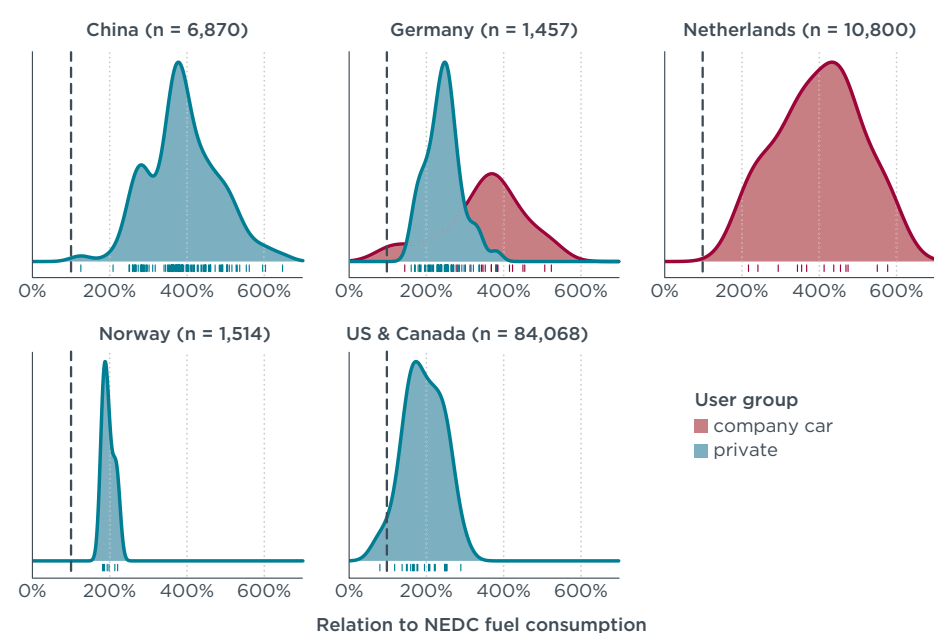 China (n = 6,870)
Germany (n = 1,457)
Netherlands (n = 10,800)
0% 200% 400% 600%
0% 200% 400% 600%
0% 200% 400% 600%
Norway (n = 1,514)
US & Canada (n = 84,068)
User group
company car
private
0% 200% 400% 600%
0% 200% 400% 600%
Relation to NEDC fuel consumption